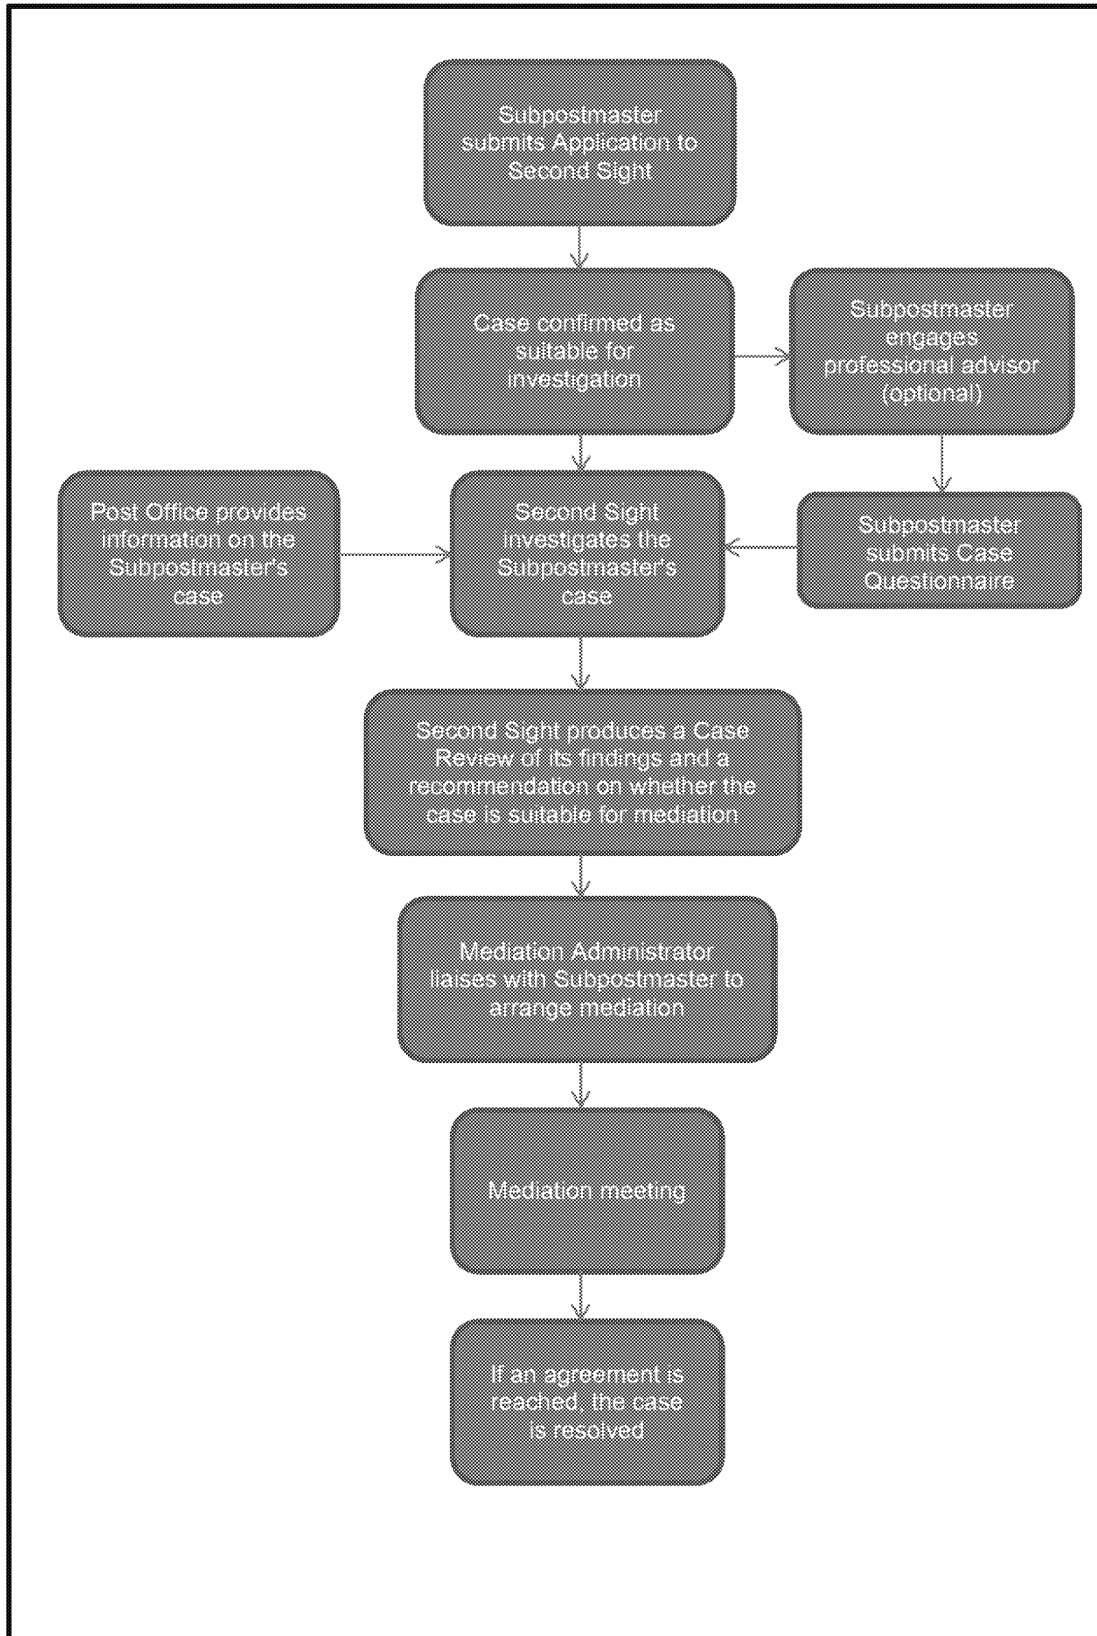 Subpostmaster
submits Application to
Second Sight
Case confirmed as
suitable for
investigation
Subpostmaster
engages
professional advisor
(optional)
Post Office provides
information on the
Subpostmaster's
case
Second Sight
investigates the
Subpostmaster's
case
Subpostmaster
submits Case
Questionnaire
Second Sight produces a Case
Review of its findings and a
recommendation on whether the
case is suitable for mediation
Mediation Administrator
liaises with Subpostmaster to
arrange mediation
Mediation meeting
If an agreement is
reached, the case
is resolved